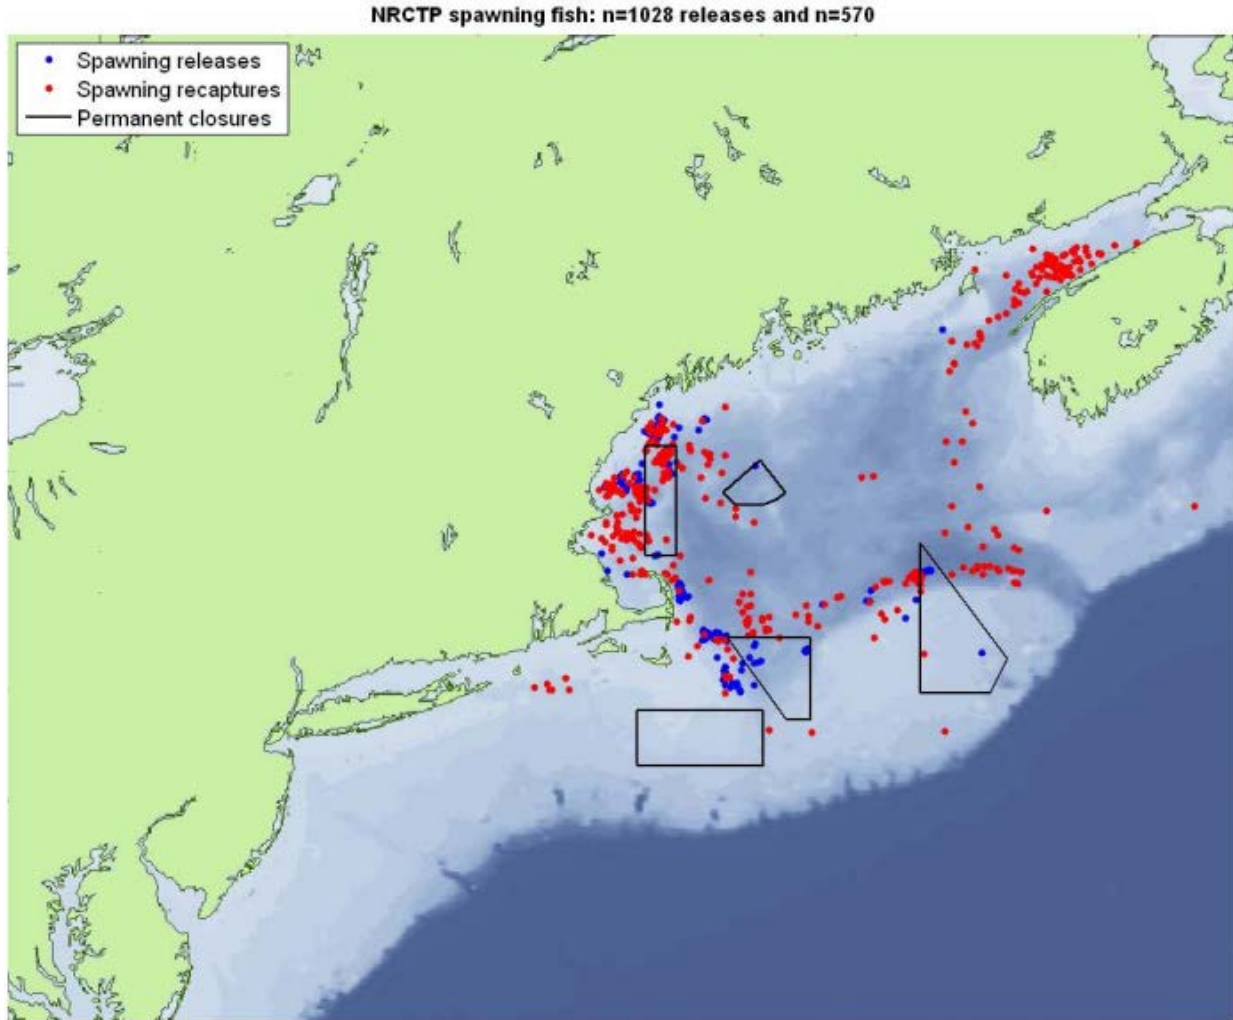 NRCTP spawning fish: n=1028 releases and n=570
Spawning releases
Spawning recaptures
Permanent closures